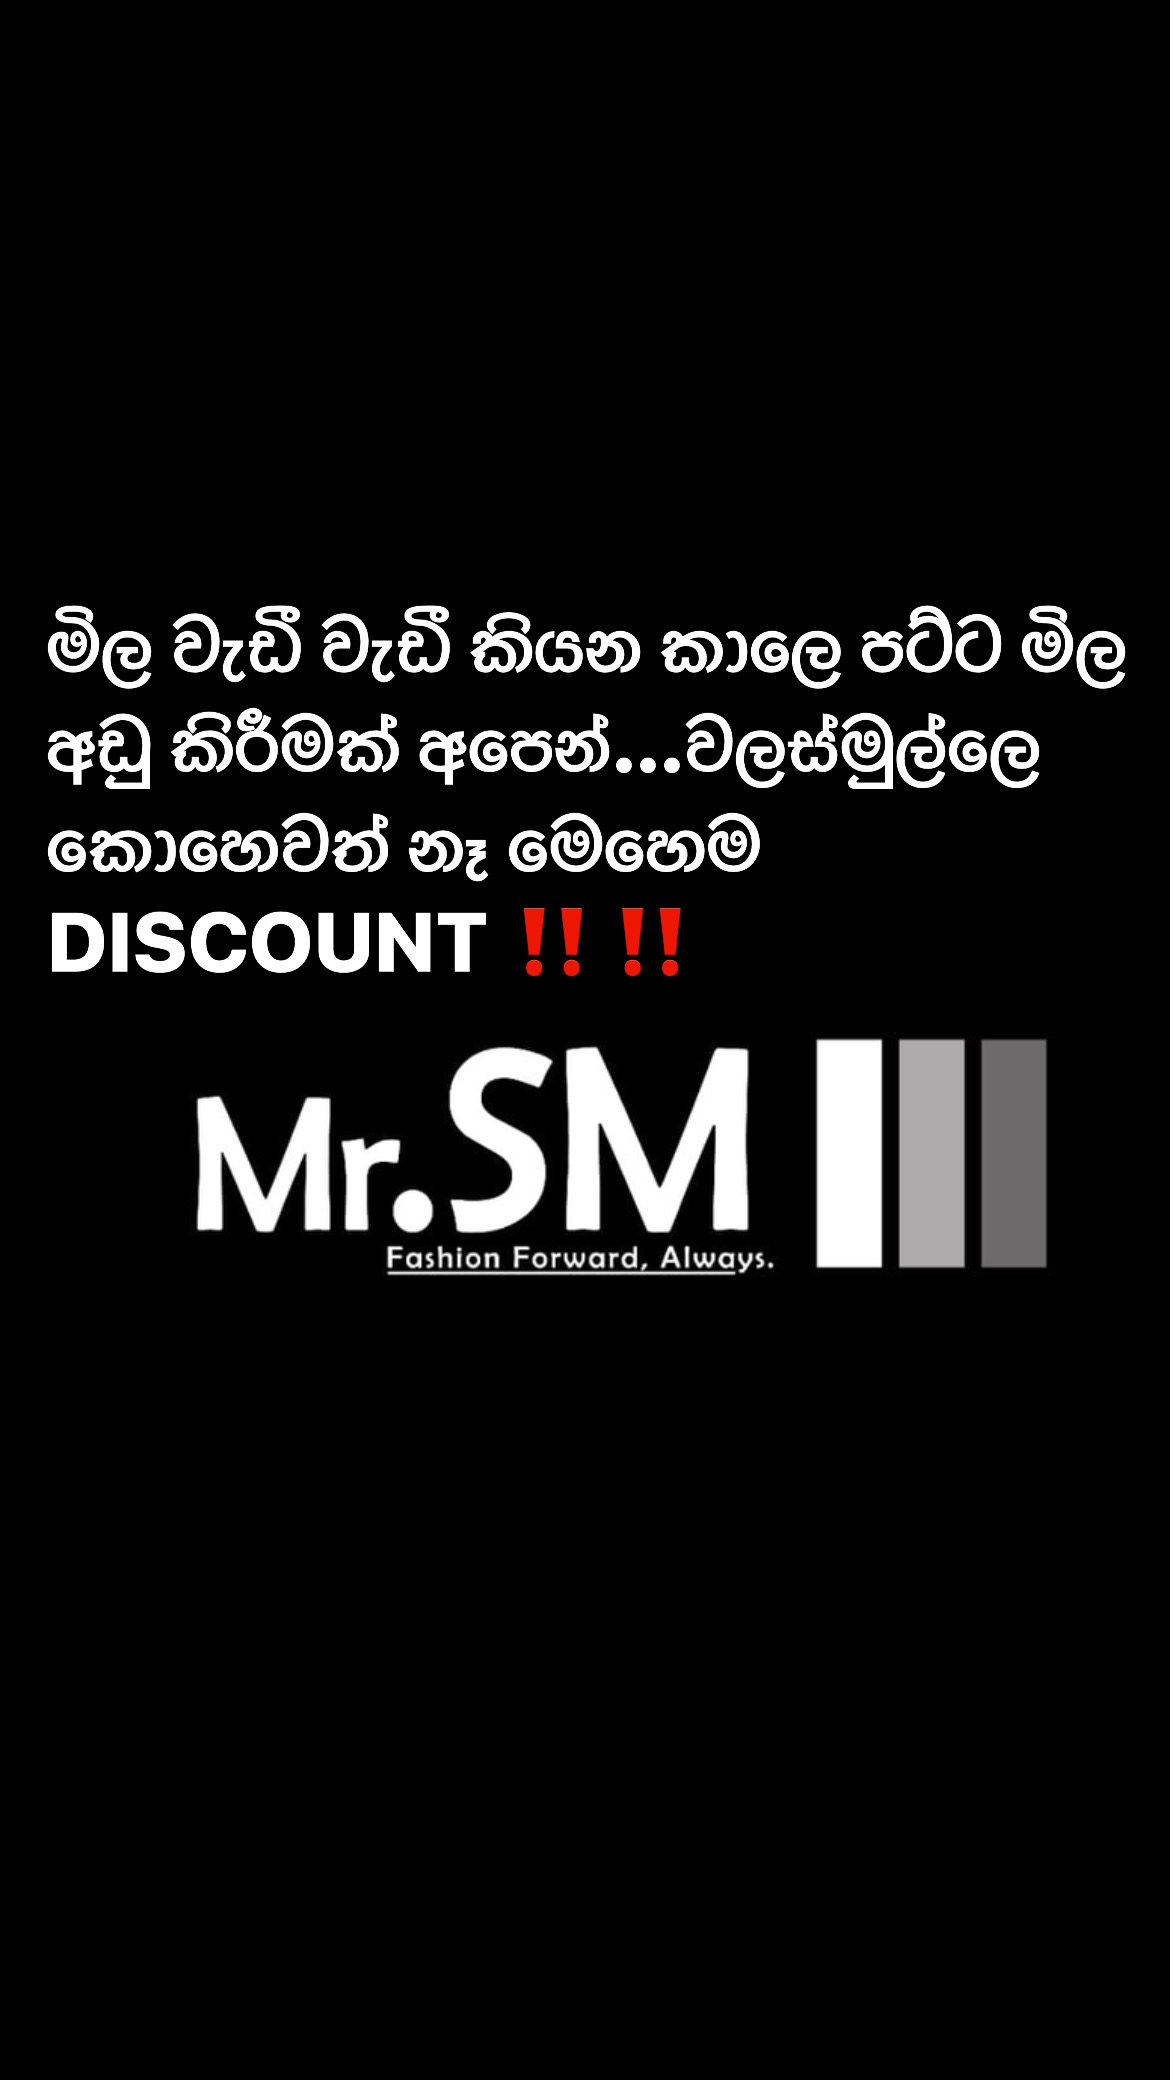 මිල වැඩී වැඩී කියන කාලෙ පට්ට මිල
අඩු කිරීමක් අපෙන්...වලස්මුල්ලෙ
කොහෙවත් නෑ මෙහෙම
DISCOUNT ‼️ ‼️
Mr.SM
Fashion Forward, Always.